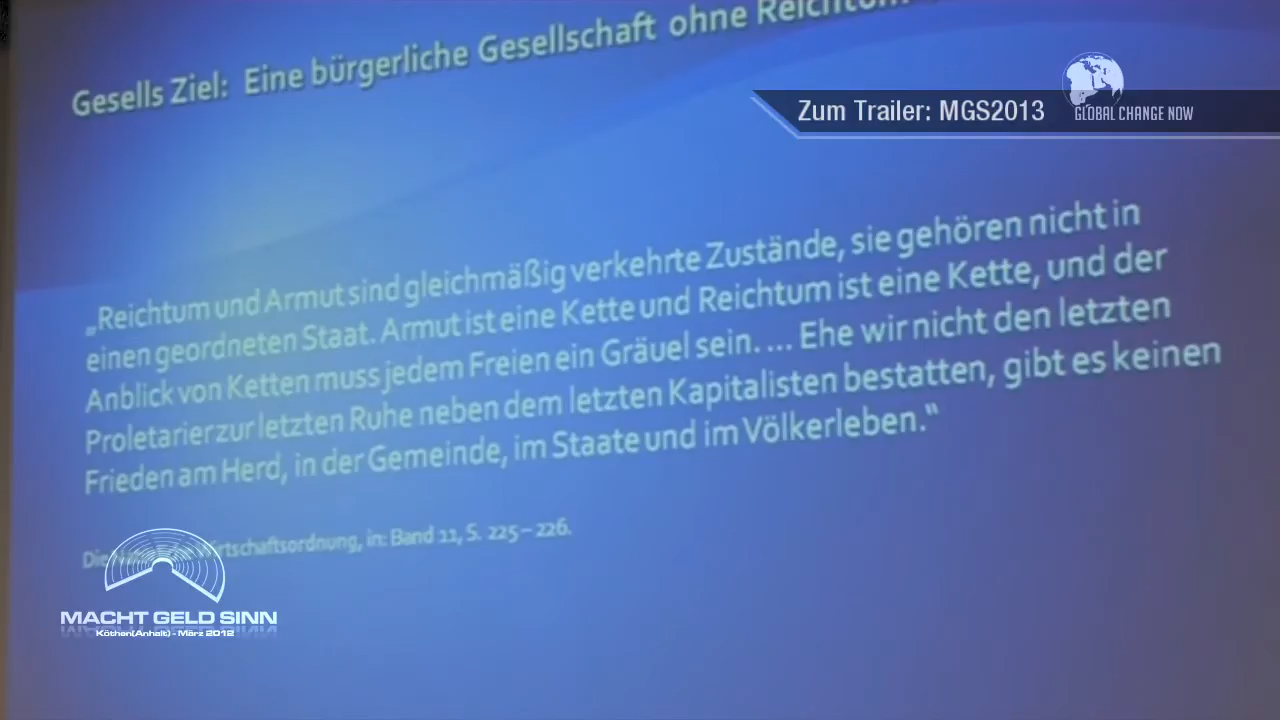 Gesells Ziel: Eine bürgerliche Gesellschaft ohne Reichtum
Zum Trailer: MGS2013
GLOBAL CHANGE NOW
„Reichtum und Armut sind gleichmäßig verkehrte Zustände, sie gehören nicht in
einen geordneten Staat. Armut ist eine Kette und Reichtum ist eine Kette, und der
Anblick von Ketten muss jedem Freien ein Gräuel sein. ... Ehe wir nicht den letzten
Proletarier zur letzten Ruhe neben dem letzten Kapitalisten bestatten, gibt es keinen
Frieden am Herd, in der Gemeinde, im Staate und im Völkerleben."
Die Wirtschaftsordnung, in: Band 11, S. 225 – 226.
MACHT GELD SINN
Köthen(Anhalt) - März 2012